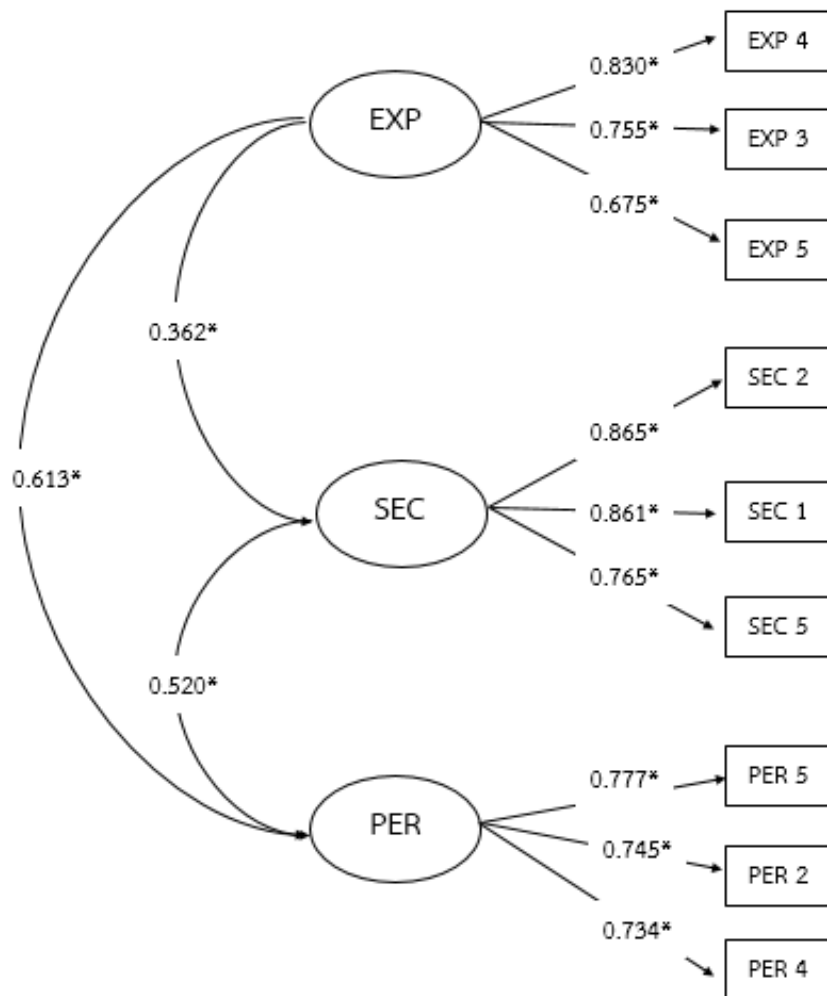 EXP 4
0.830*
EXP
EXP 3
0.755*
0.675*
EXP 5
0.362*
SEC 2
0.865*
0.613*
SEC
SEC 1
0.861*
0.765*
SEC 5
0.520*
PER 5
0.777*
PER
0.745*
PER 2
0.734*
PER 4